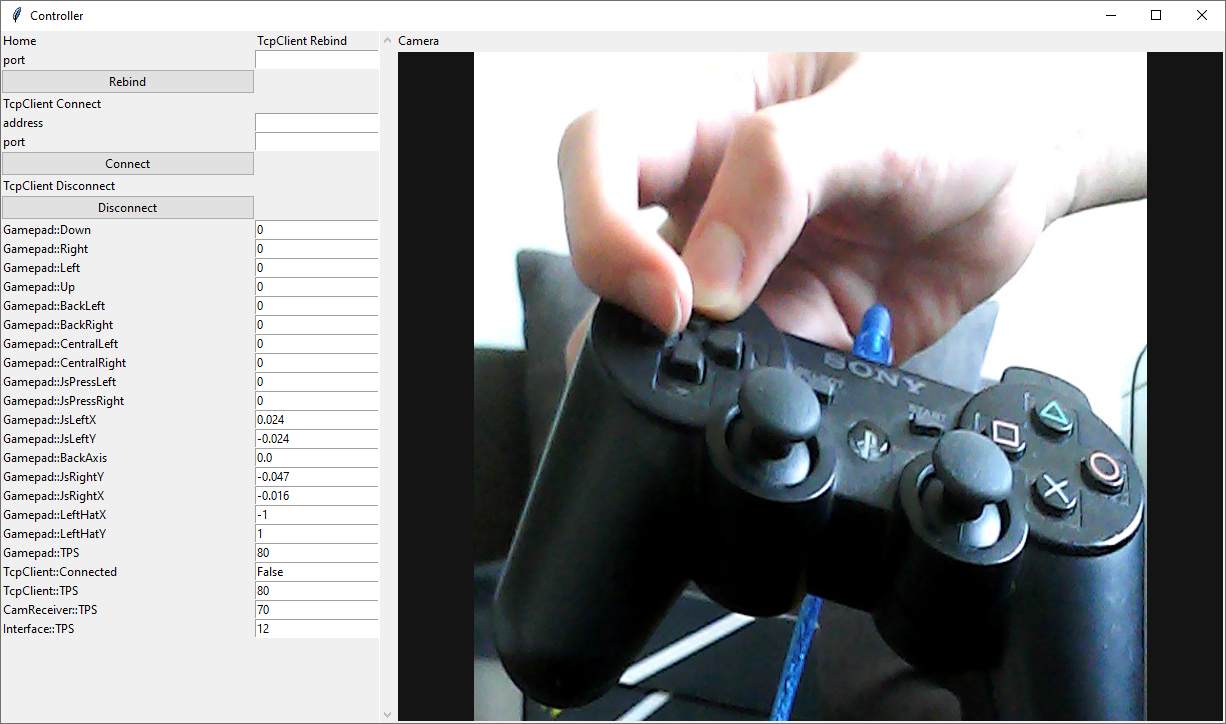 Controller
Home TcpClient Rebind
port
Rebind
TcpClient Connect
address
port
Connect
TcpClient Disconnect
Disconnect
Gamepad::Down 0
Gamepad::Right 0
Gamepad::Left 0
Gamepad::Up 0
Gamepad::BackLeft 0
Gamepad::BackRight 0
Gamepad::CentralLeft 0
Gamepad::CentralRight 0
Gamepad::JsPressLeft 0
Gamepad::JsPressRight 0
Gamepad::JsLeftX 0.024
Gamepad::JsLeftY -0.024
Gamepad::BackAxis 0.0
Gamepad::JsRightY -0.047
Gamepad::JsRightX -0.016
Gamepad::LeftHatX -1
Gamepad::LeftHatY 1
Gamepad::TPS 80
TcpClient::Connected False
TcpClient::TPS 80
CamReceiver::TPS 70
Interface::TPS 12
Camera
SONY
START